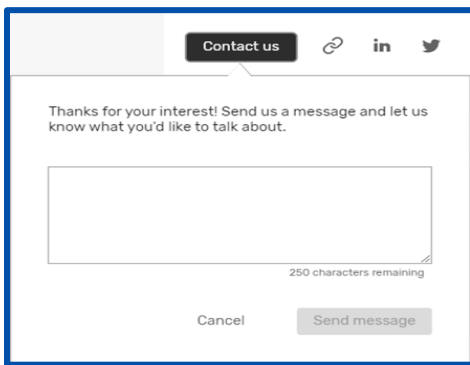 Contact us
Thanks for your interest! Send us a message and let us
know what you'd like to talk about.
250 characters remaining
Cancel
Send message